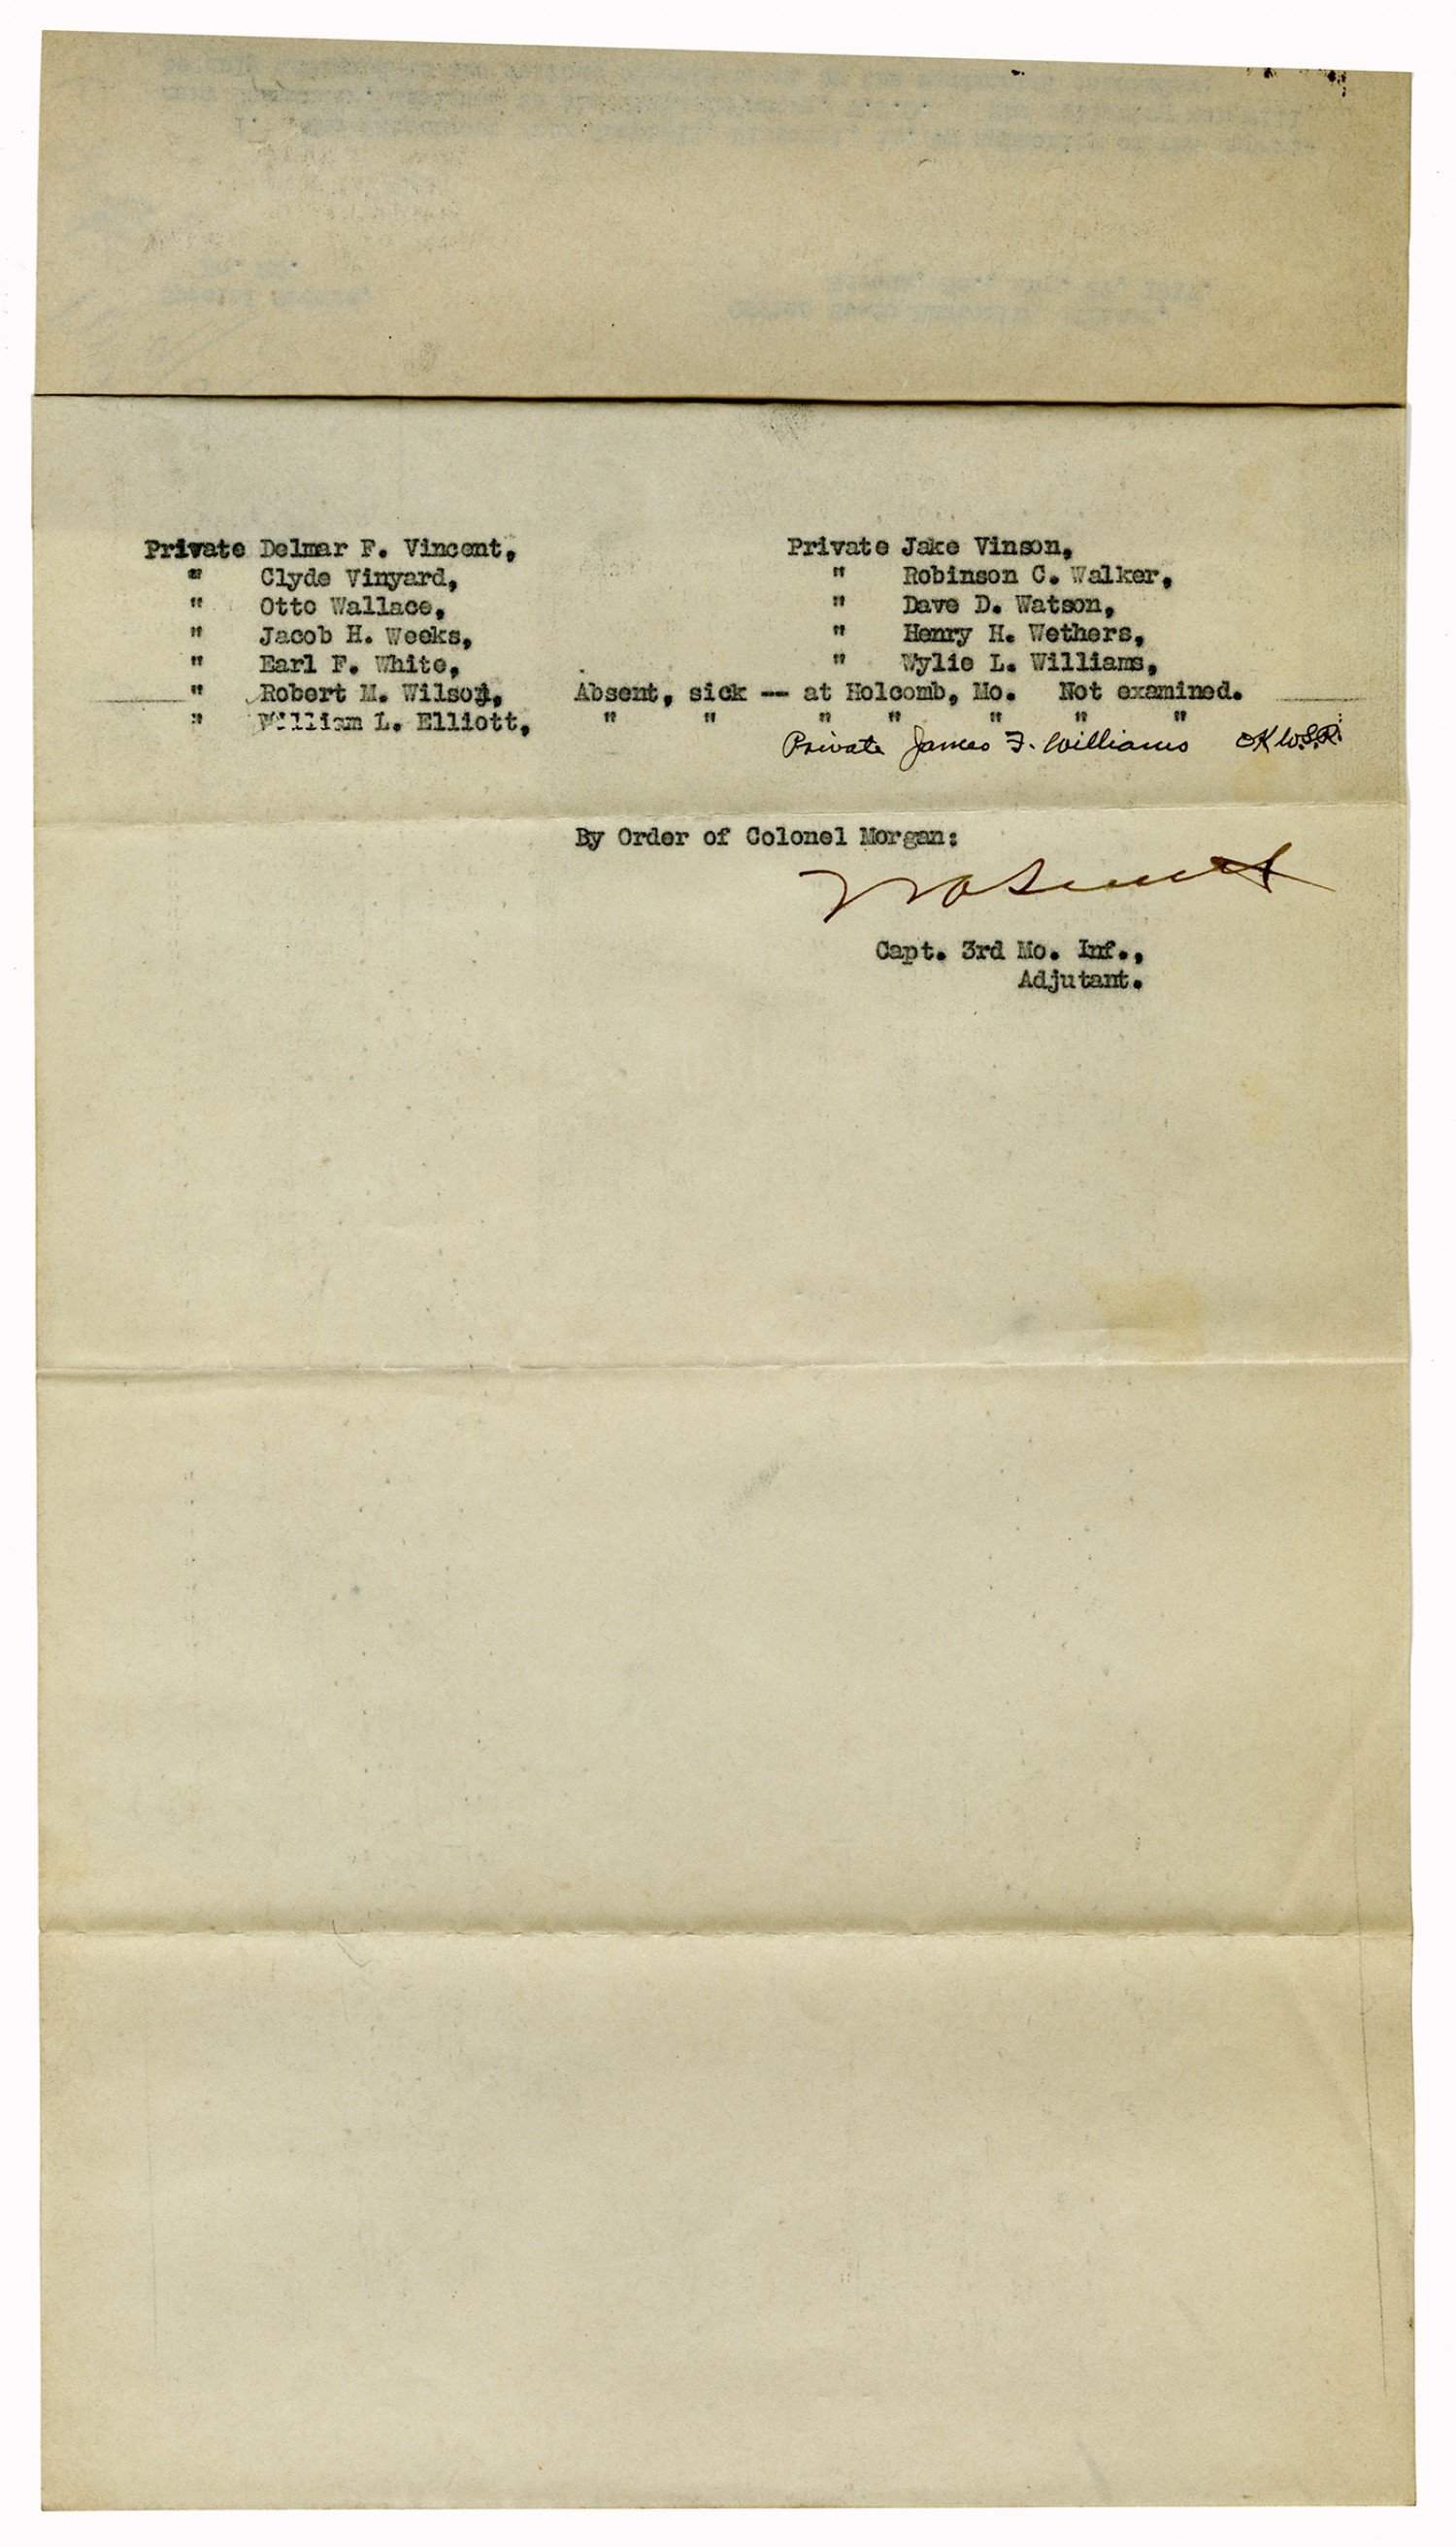 Private Delmar F. Vincent, Private Jake Vinson,
" Clyde Vinyard, " Robinson C. Walker,
" Otto Wallace, " Dave D. Watson,
" Jacob H. Weeks, " Henry H. Wethers,
" Earl F. White, " Wylie L. Williams,
" Robert M. Wilson, Absent, sick -- at Holcomb, Mo. Not examined.
" William L. Elliott, " " " " " " "
Private James F. Williams OK W.S.R.
By Order of Colonel Morgan:
Capt. 3rd Mo. Inf.,
Adjutant.